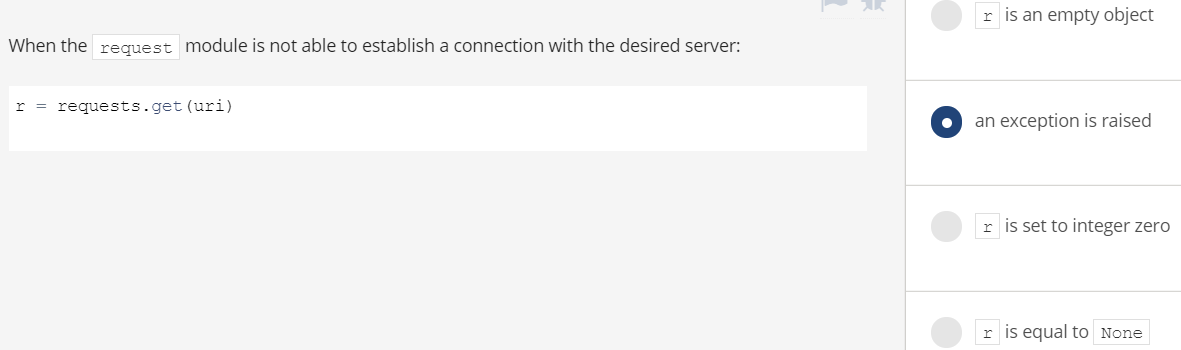 When the request module is not able to establish a connection with the desired server:
r = requests.get(uri)
r is an empty object
an exception is raised
r is set to integer zero
r is equal to None